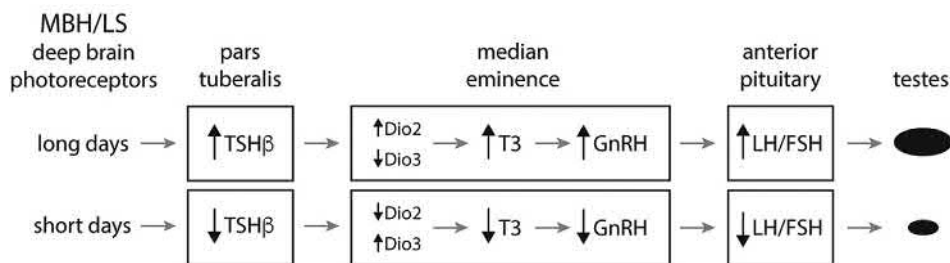 MBH/LS
deep brain
photoreceptors
pars
tuberalis
median
eminence
anterior
pituitary
testes
long days
↑TSHβ
↑Dio2
↓Dio3
↑T3
↑GnRH
↑LH/FSH
short days
↓TSHβ
↓Dio2
↑Dio3
↓T3
↓GnRH
↓LH/FSH